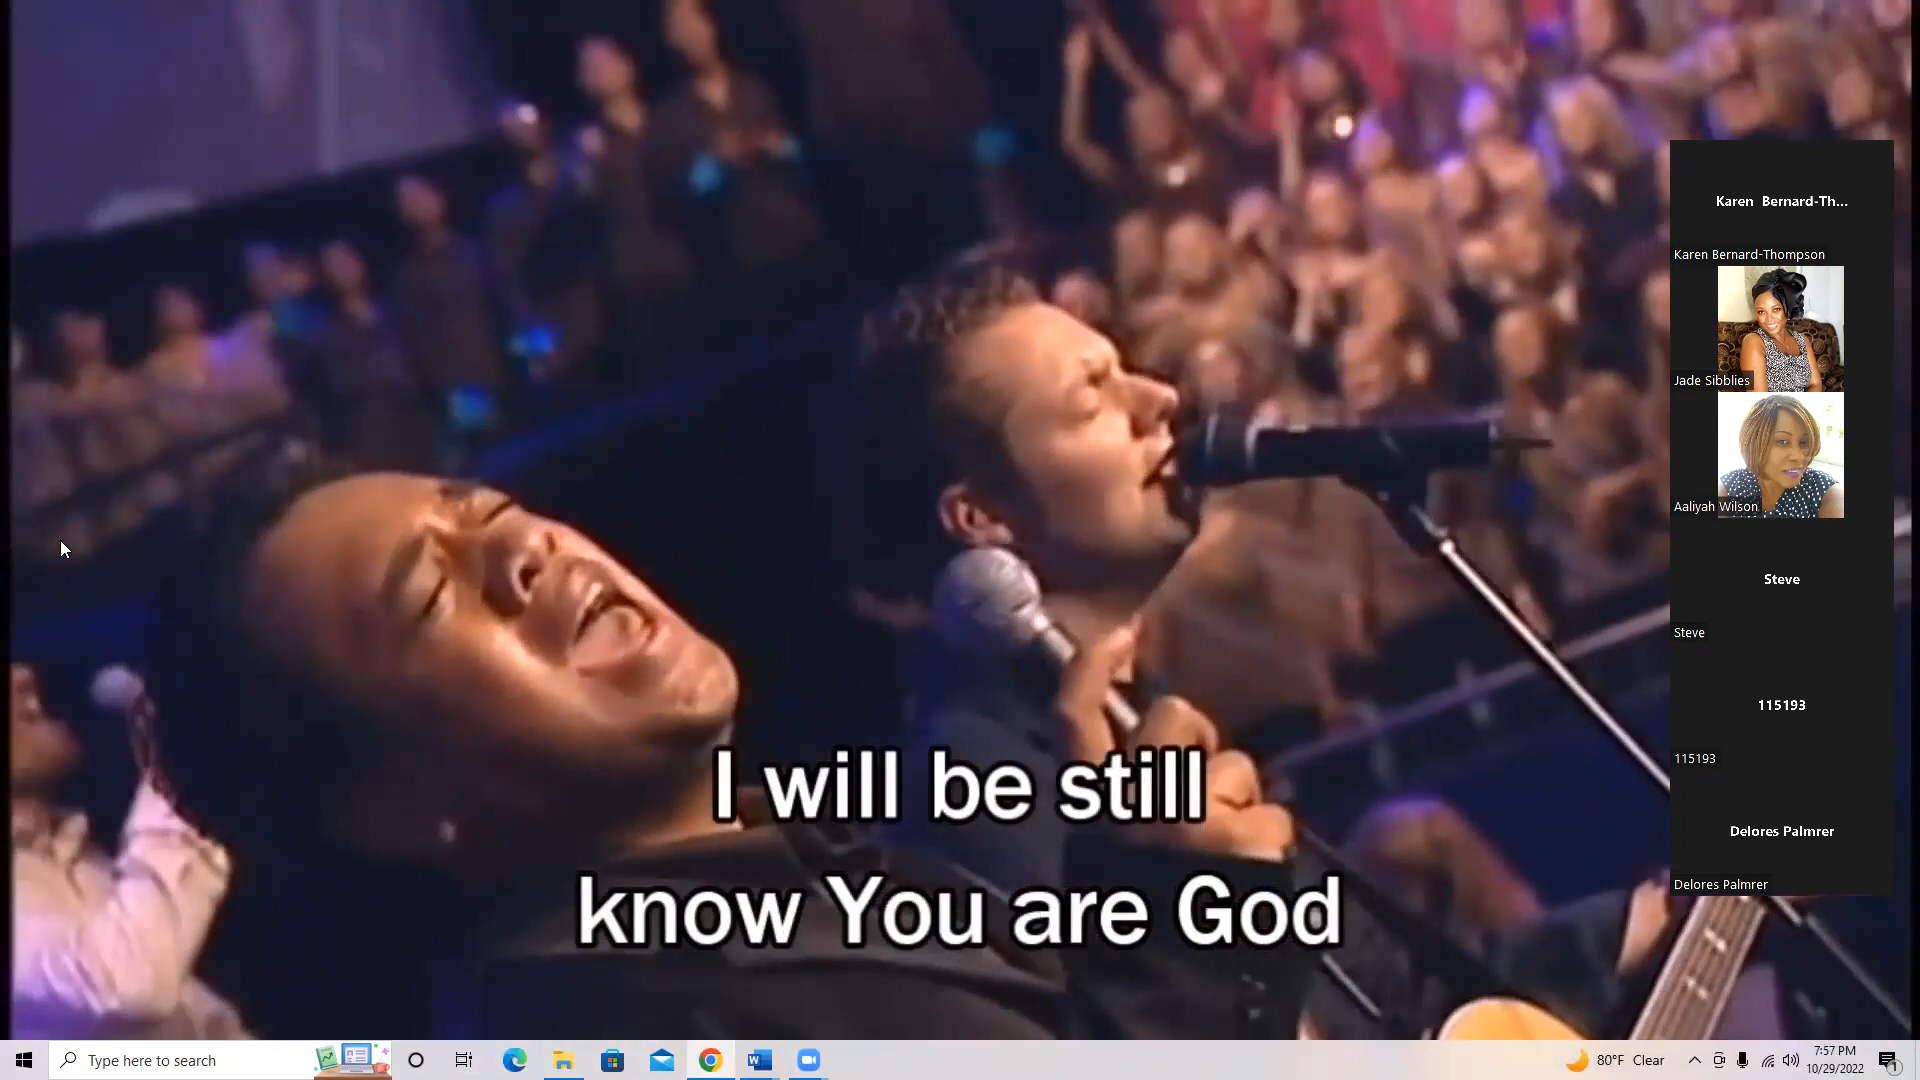 Karen Bernard-Th...
Karen Bernard-Thompson
Jade Sibblies
Aaliyah Wilson
Steve
Steve
115193
115193
Delores Palmrer
Delores Palmrer
I will be still
know You are God
Type here to search
80°F Clear
7:57 PM
10/29/2022
1